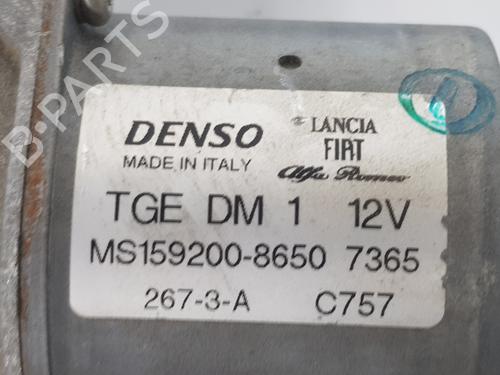 B-PARTS
DENSO
MADE IN ITALY
LANCIA
FIAT
Alfa Romeo
TGE DM 1 12V
MS159200-8650 7365
267-3-A C757